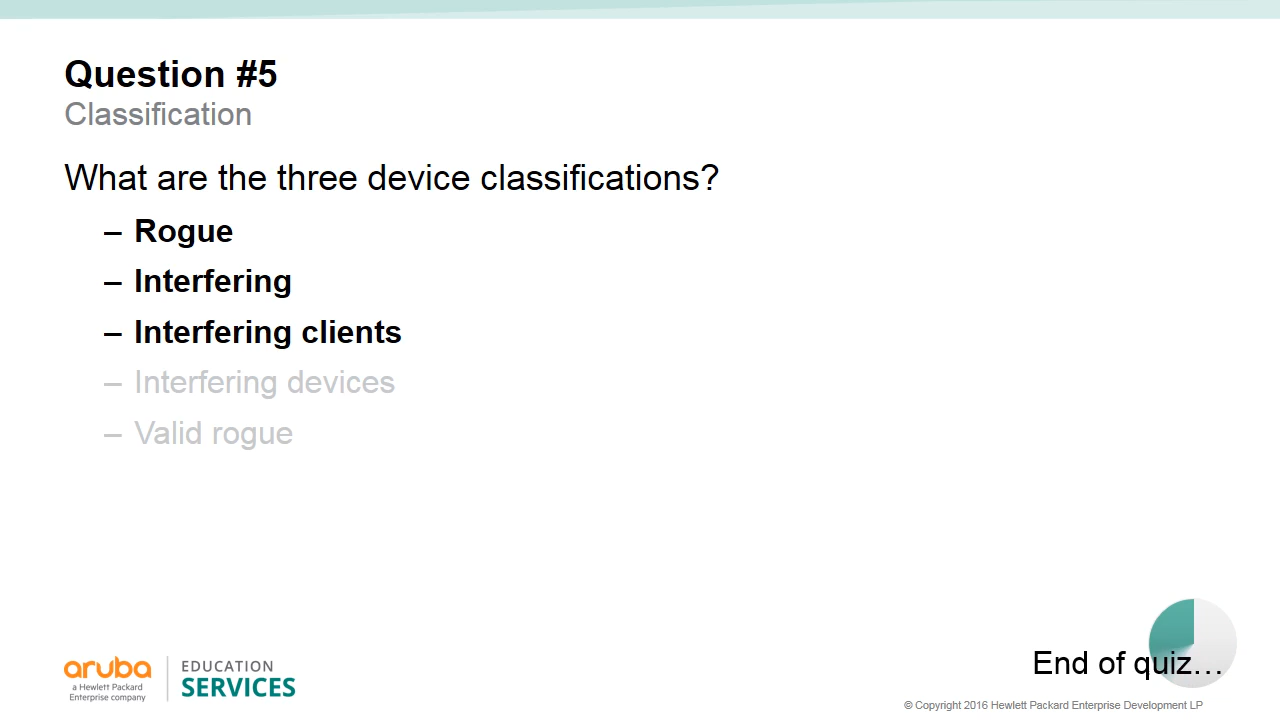 Question #5
Classification
What are the three device classifications?
– Rogue
– Interfering
– Interfering clients
– Interfering devices
– Valid rogue
End of quiz...
aruba
a Hewlett Packard
Enterprise company
EDUCATION
SERVICES
© Copyright 2016 Hewlett Packard Enterprise Development LP